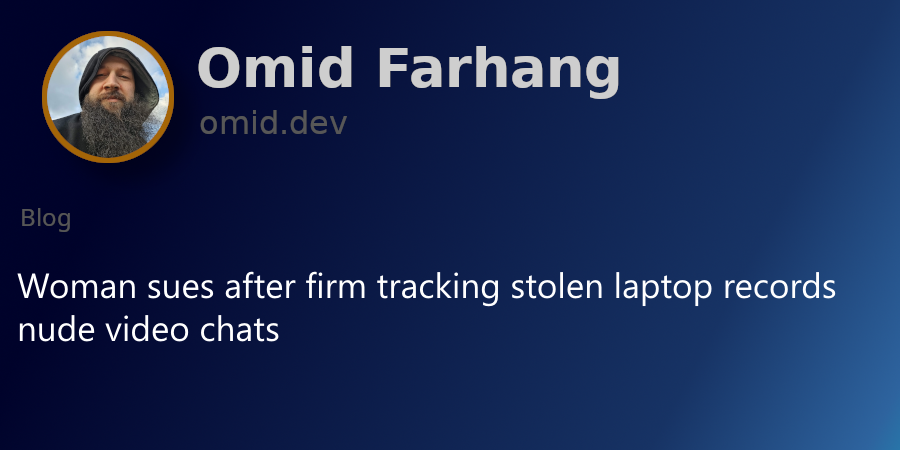 Omid Farhang
omid.dev
Blog
Woman sues after firm tracking stolen laptop records
nude video chats